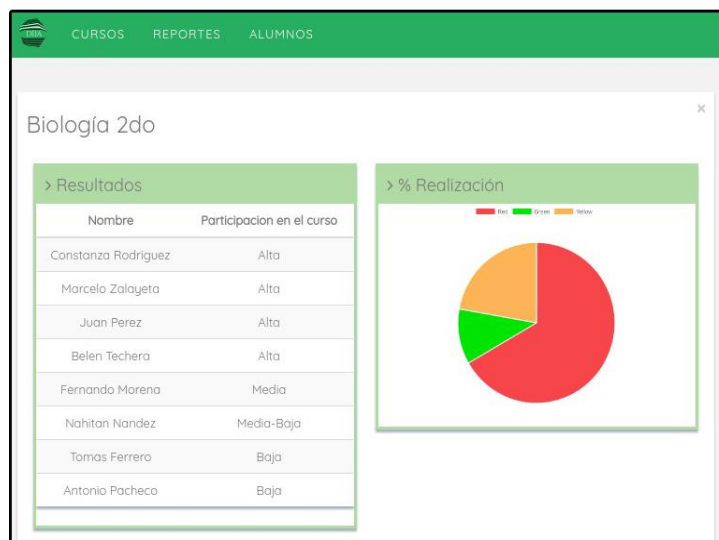 CURSOS REPORTES ALUMNOS
×
Biología 2do
> Resultados
Nombre Participacion en el curso
Constanza Rodriguez Alta
Marcelo Zalayeta Alta
Juan Perez Alta
Belen Techera Alta
Fernando Morena Media
Nahitan Nandez Media-Baja
Tomas Ferrero Baja
Antonio Pacheco Baja
> % Realización
Red Green Yellow